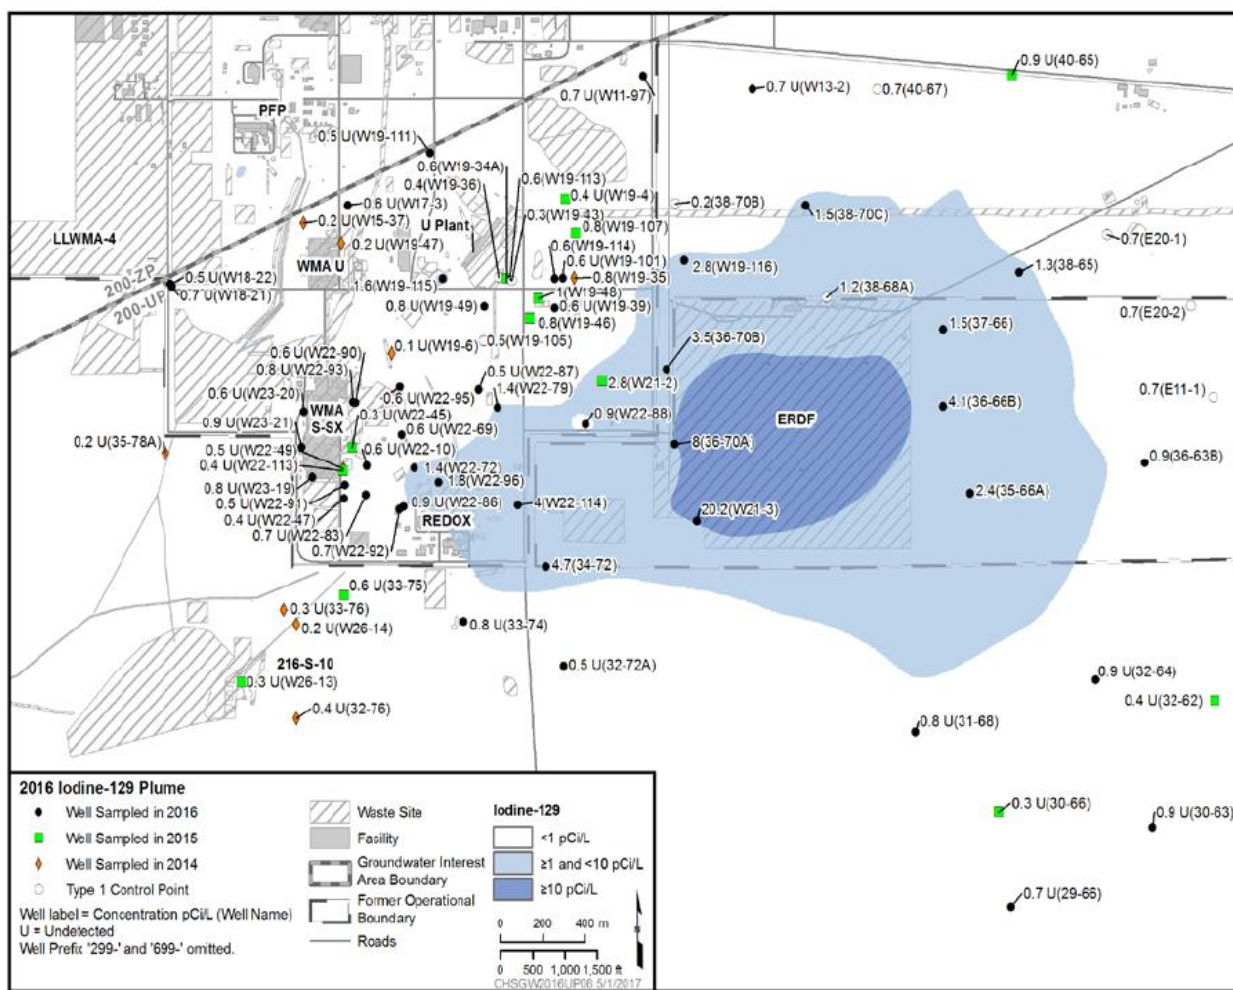 0.9 U(40-65)
0.7 U(W11-97)
0.7 U(W13-2)
0.7(40-67)
PFP
0.5 U(W19-111)
0.6(W19-34A)
0.6(W19-113)
0.4(W19-36)
0.4 U(W19-4)
0.3(W19-43)
0.6 U(W17-3)
0.2(38-70B)
1.5(38-70C)
0.2 U(W15-37)
U Plant
0.8(W19-107)
LLWMA-4
0.2 U(W19-47)
0.6(W19-114)
0.7(E20-1)
0.6 U(W19-101)
WMA U
2.8(W19-116)
1.3(38-65)
200-ZP
200-UP
0.5 U(W18-22)
0.7 U(W18-21)
1.6(W19-115)
0.8(W19-35)
1(W19-48)
1.2(38-68A)
0.8 U(W19-49)
0.6 U(W19-39)
0.7(E20-2)
0.8(W19-46)
1.5(37-66)
0.1 U(W19-6)
0.5(W19-105)
3.5(36-70B)
0.6 U(W22-90)
0.8 U(W22-93)
0.5 U(W22-87)
0.6 U(W23-20)
1.4(W22-79)
2.8(W21-2)
0.7(E11-1)
0.6 U(W22-95)
WMA
S-SX
0.3 U(W22-45)
4.1(36-66B)
0.9 U(W23-21)
0.9(W22-88)
ERDF
0.6 U(W22-69)
0.2 U(35-78A)
8(36-70A)
0.5 U(W22-49)
0.6 U(W22-10)
0.4 U(W22-113)
1.4(W22-72)
0.9(36-63B)
0.8 U(W23-19)
1.8(W22-96)
2.4(35-66A)
0.5 U(W22-91)
0.9 U(W22-86)
4(W22-114)
20.2(W21-3)
0.4 U(W22-47)
REDOX
0.7 U(W22-83)
0.7(W22-92)
4.7(34-72)
0.6 U(33-75)
0.3 U(33-76)
0.2 U(W26-14)
0.8 U(33-74)
216-S-10
0.5 U(32-72A)
0.3 U(W26-13)
0.9 U(32-64)
0.4 U(32-62)
0.4 U(32-76)
0.8 U(31-68)
0.3 U(30-66)
0.9 U(30-63)
0.7 U(29-66)
2016 Iodine-129 Plume
Well Sampled in 2016
Well Sampled in 2015
Well Sampled in 2014
Type 1 Control Point
Well label = Concentration pCi/L (Well Name)
U = Undetected
Well Prefix '299-' and '699-' omitted.
Waste Site
Facility
Groundwater Interest
Area Boundary
Former Operational
Boundary
Roads
Iodine-129
<1 pCi/L
≥1 and <10 pCi/L
≥10 pCi/L
0 200 400 m
0 500 1,000 1,500 ft
CHSGW2016UP06 5/1/2017